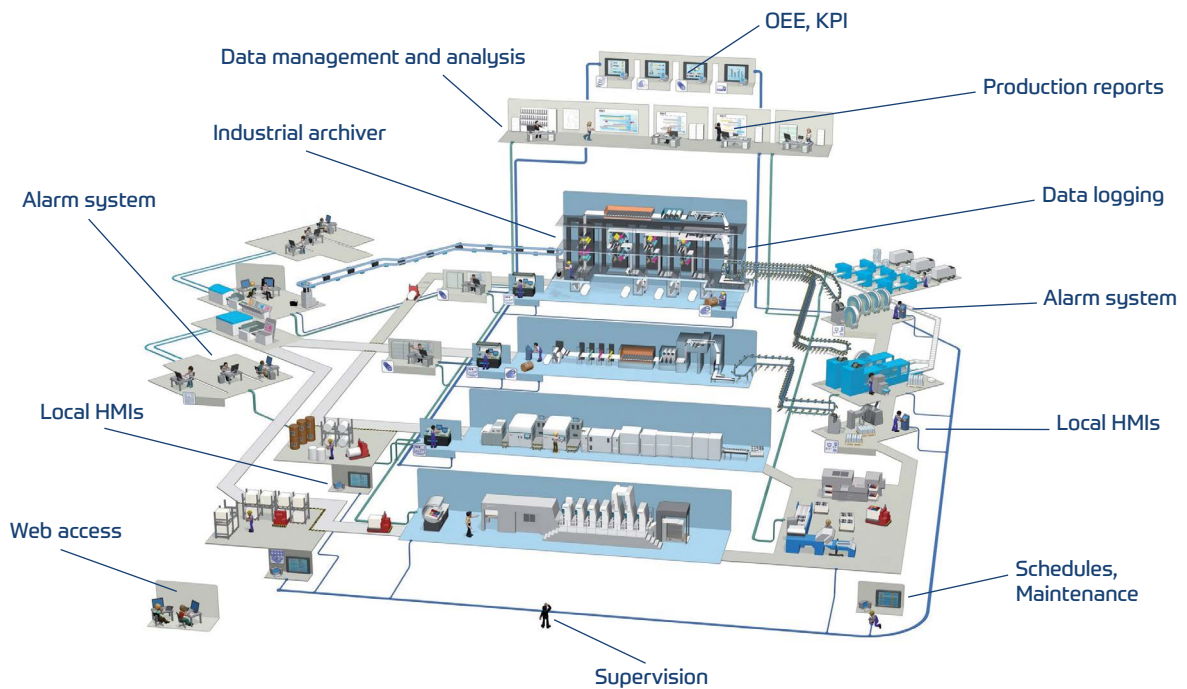 OEE, KPI
Data management and analysis
Production reports
Industrial archiver
Alarm system
Data logging
Alarm system
Local HMIs
Local HMIs
Web access
Schedules,
Maintenance
Supervision